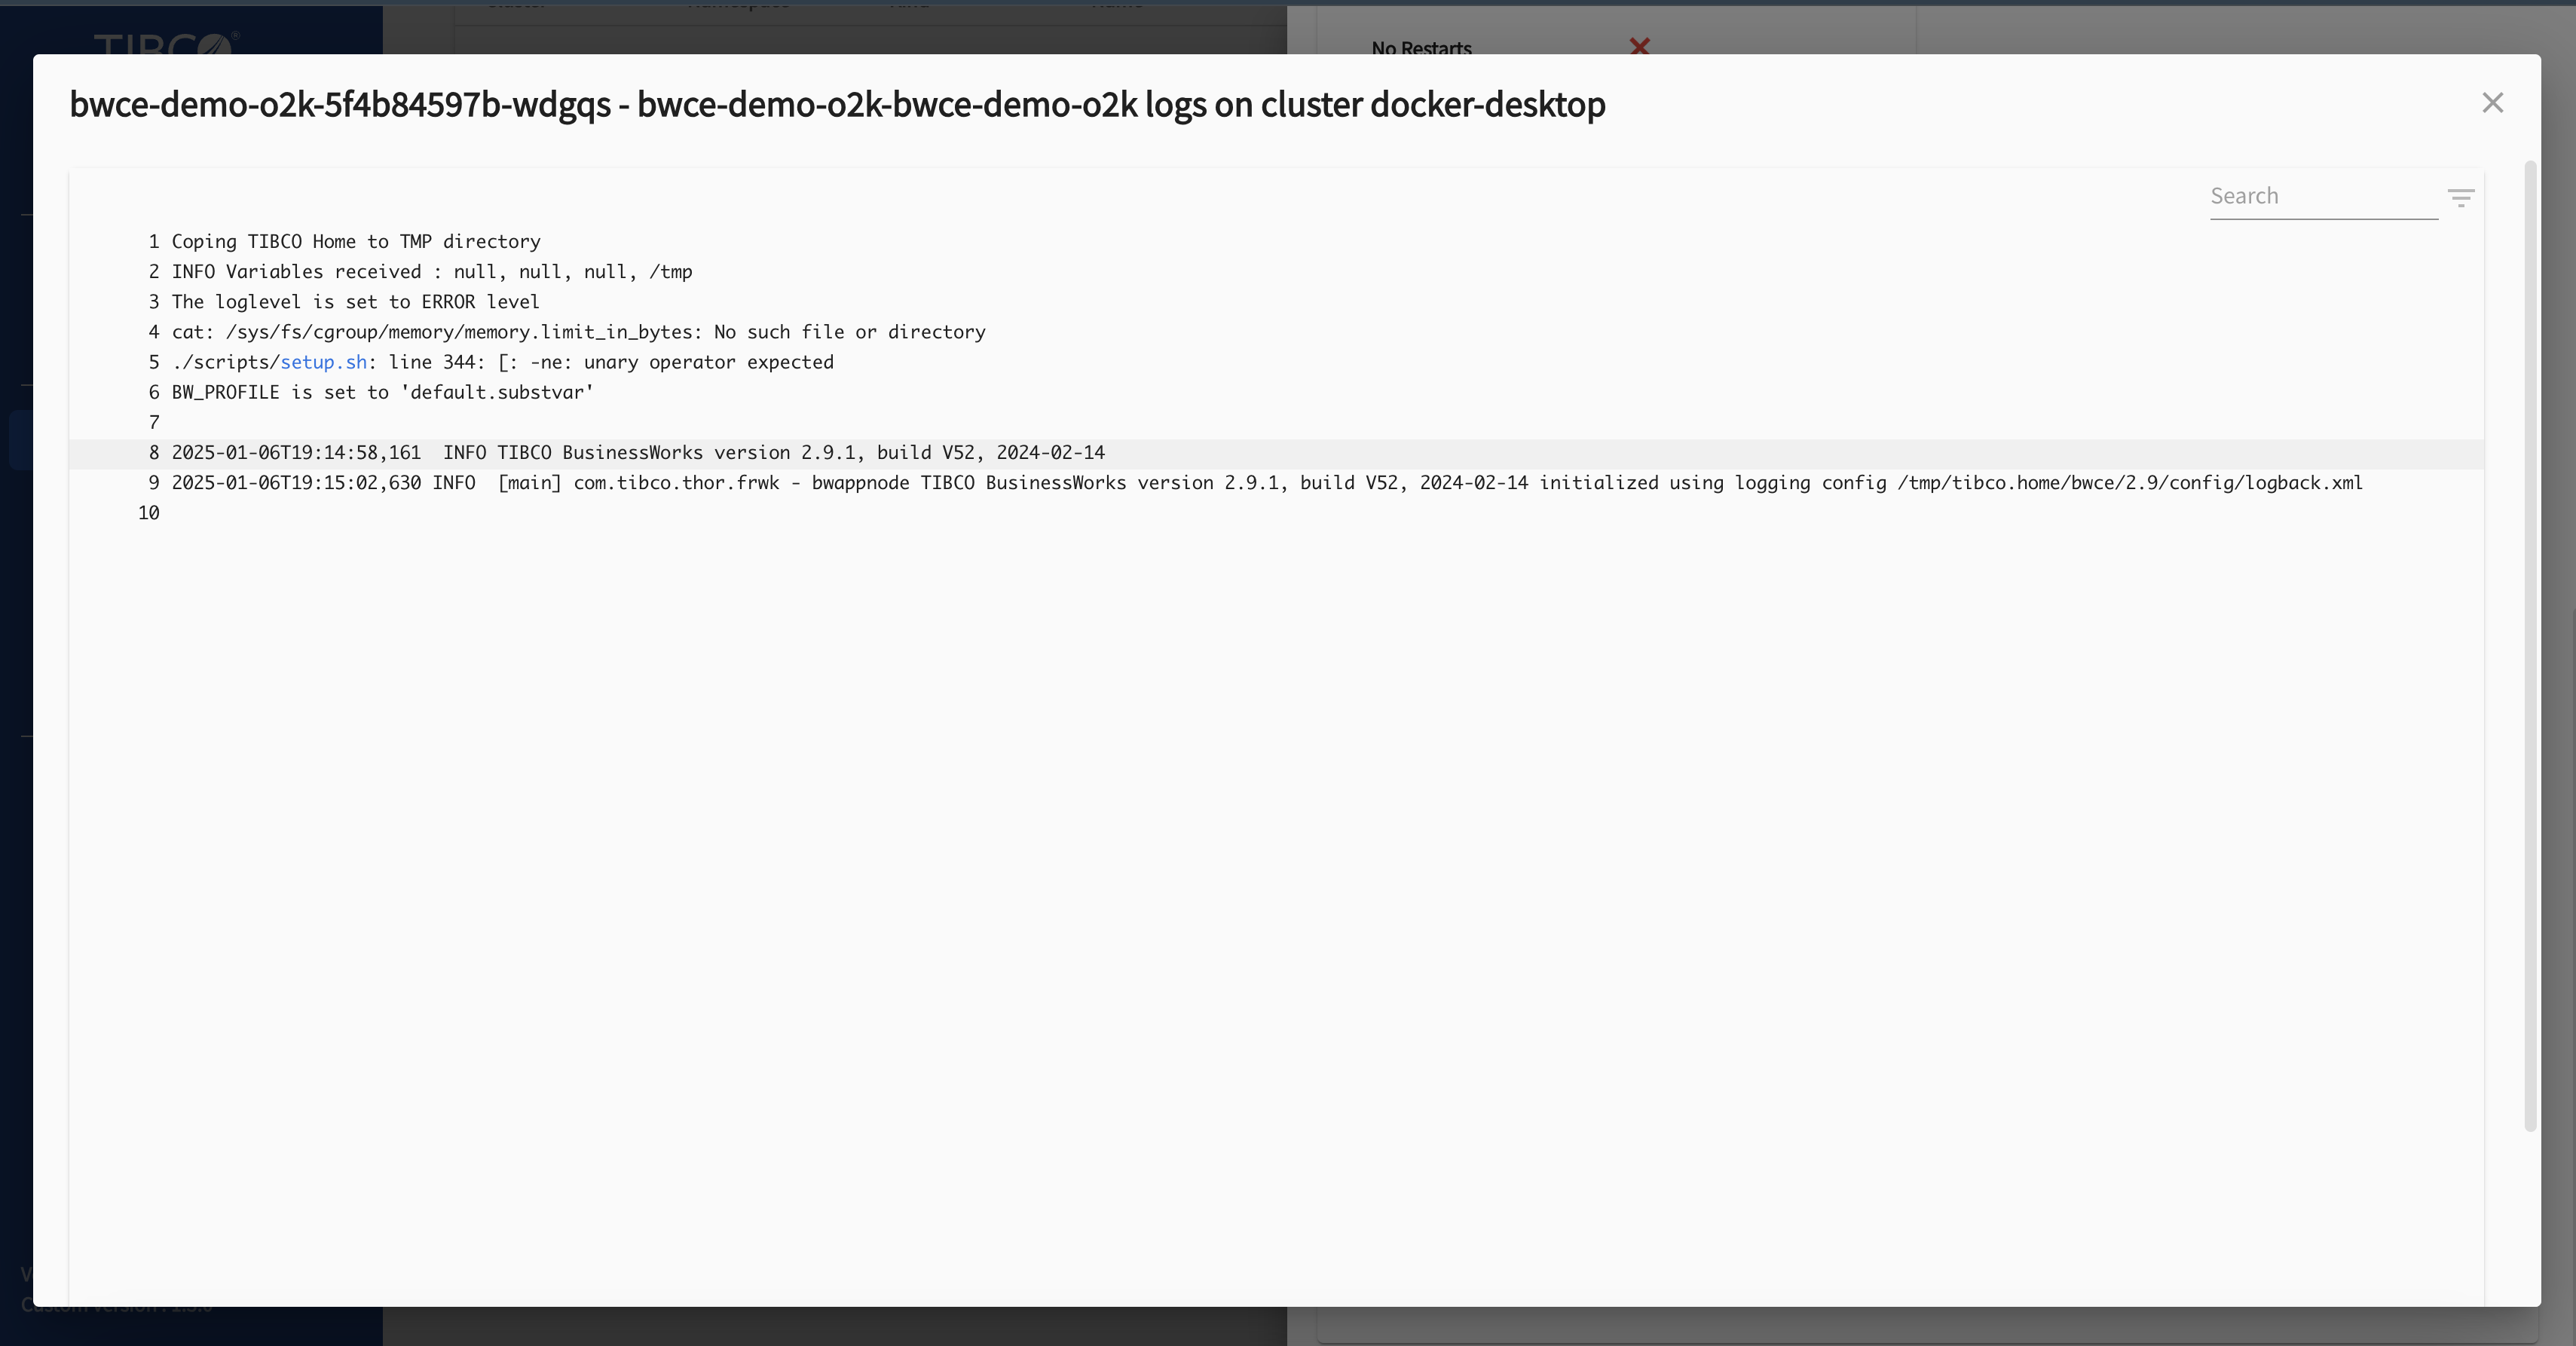 TIBCO®
No Restarts
bwce-demo-o2k-5f4b84597b-wdgqs - bwce-demo-o2k-bwce-demo-o2k logs on cluster docker-desktop
Search
1 Coping TIBCO Home to TMP directory
2 INFO Variables received : null, null, null, /tmp
3 The loglevel is set to ERROR level
4 cat: /sys/fs/cgroup/memory/memory.limit_in_bytes: No such file or directory
5 ./scripts/setup.sh: line 344: [: -ne: unary operator expected
6 BW_PROFILE is set to 'default.substvar'
7
8 2025-01-06T19:14:58,161  INFO TIBCO BusinessWorks version 2.9.1, build V52, 2024-02-14
9 2025-01-06T19:15:02,630 INFO  [main] com.tibco.thor.frwk - bwappnode TIBCO BusinessWorks version 2.9.1, build V52, 2024-02-14 initialized using logging config /tmp/tibco.home/bwce/2.9/config/logback.xml
10